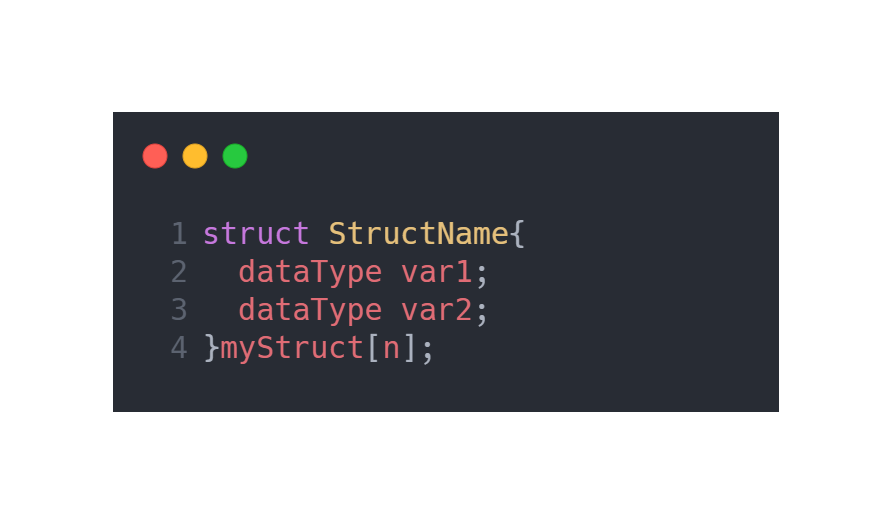 1 struct StructName{
2 dataType var1;
3 dataType var2;
4 }myStruct[n];